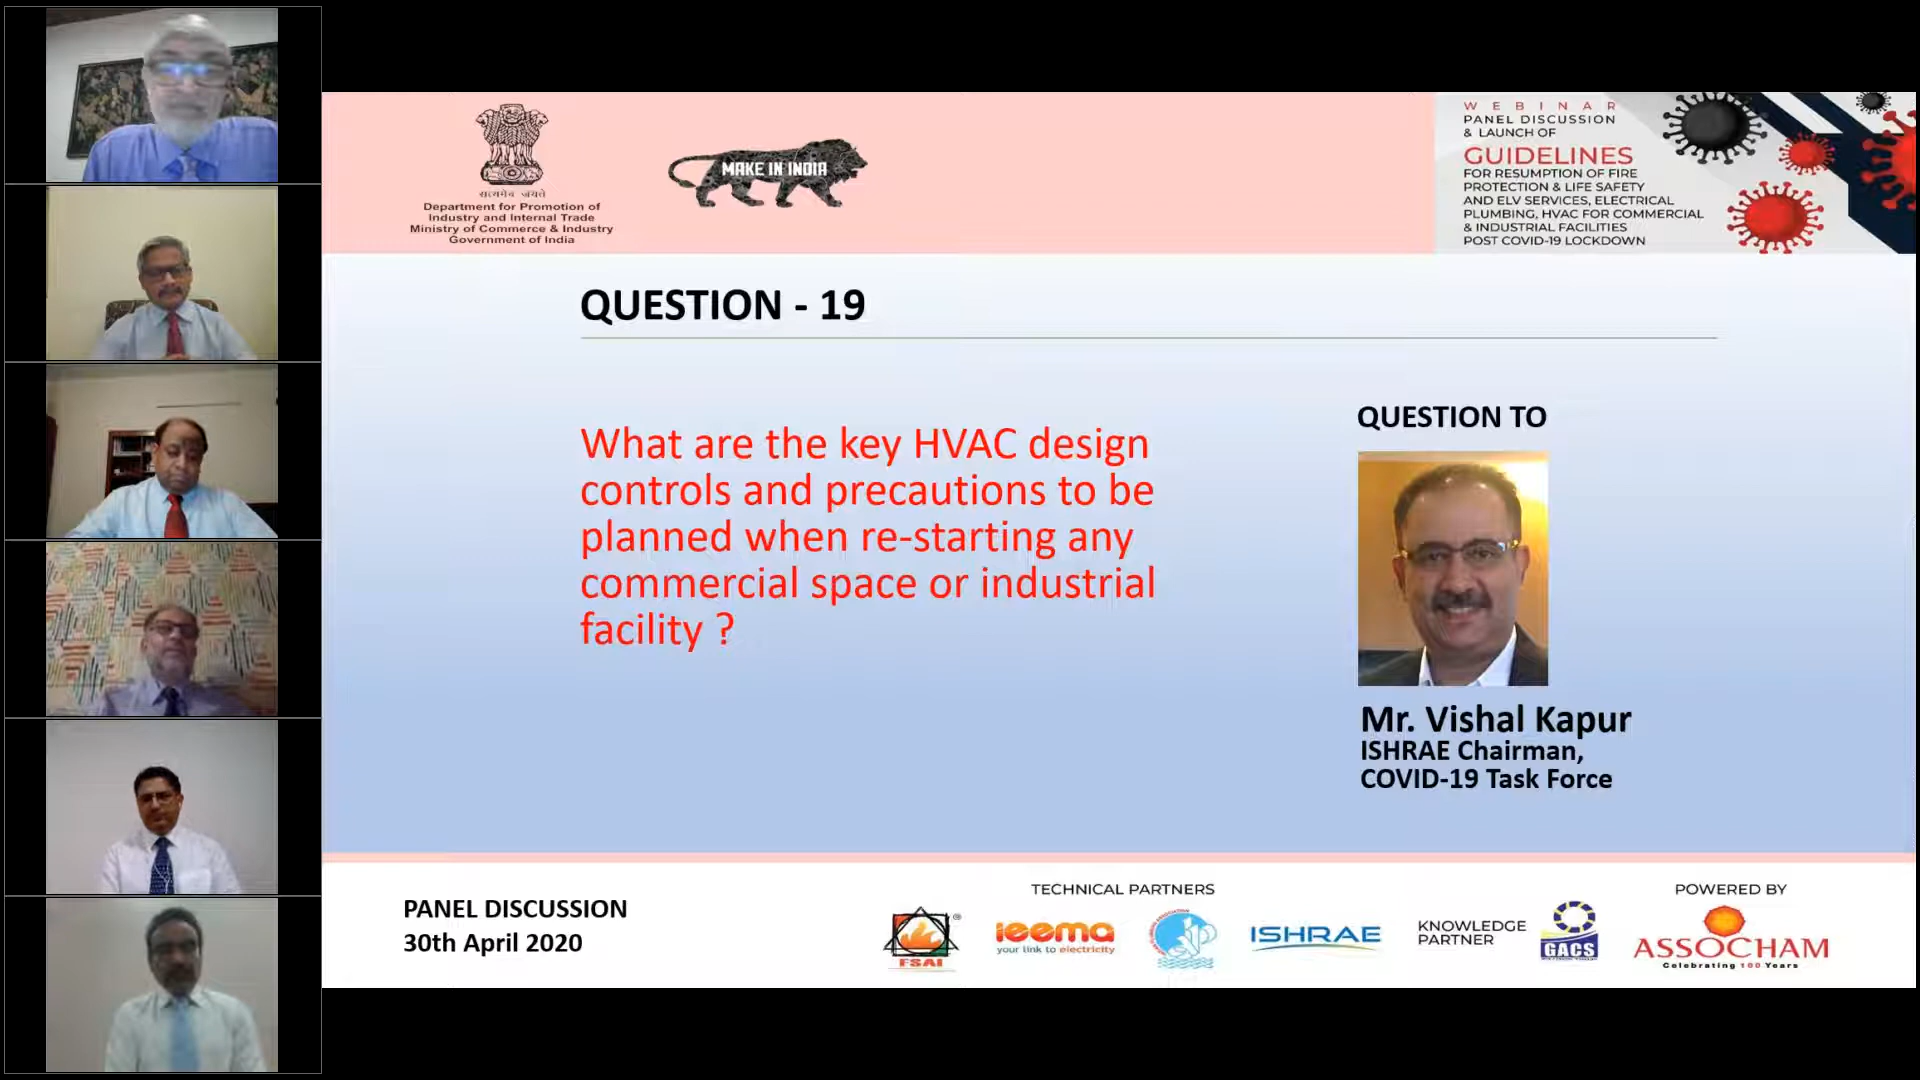 सत्यमेव जयते
Department for Promotion of
Industry and Internal Trade
Ministry of Commerce & Industry
Government of India
MAKE IN INDIA
WEBINAR
PANEL DISCUSSION
& LAUNCH OF
GUIDELINES
FOR RESUMPTION OF FIRE
PROTECTION & LIFE SAFETY
AND ELV SERVICES, ELECTRICAL
PLUMBING, HVAC FOR COMMERCIAL
& INDUSTRIAL FACILITIES
POST COVID-19 LOCKDOWN
QUESTION - 19
What are the key HVAC design
controls and precautions to be
planned when re-starting any
commercial space or industrial
facility ?
QUESTION TO
Mr. Vishal Kapur
ISHRAE Chairman,
COVID-19 Task Force
PANEL DISCUSSION
30th April 2020
TECHNICAL PARTNERS
FSAI
®
ieema
your link to electricity
ISHRAE
KNOWLEDGE
PARTNER
GACS
POWERED BY
ASSOCHAM
Celebrating 100 Years